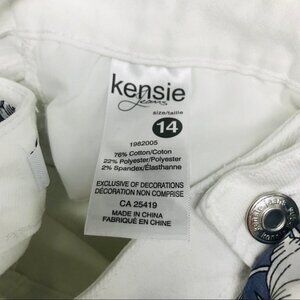 kensie
jeans
size/taille
14
1982005
76% Cotton/Coton
22% Polyester/Polyester
2% Spandex/Élasthanne
EXCLUSIVE OF DECORATIONS
DÉCORATION NON COMPRISE
CA 25419
MADE IN CHINA
FABRIQUÉ EN CHINE